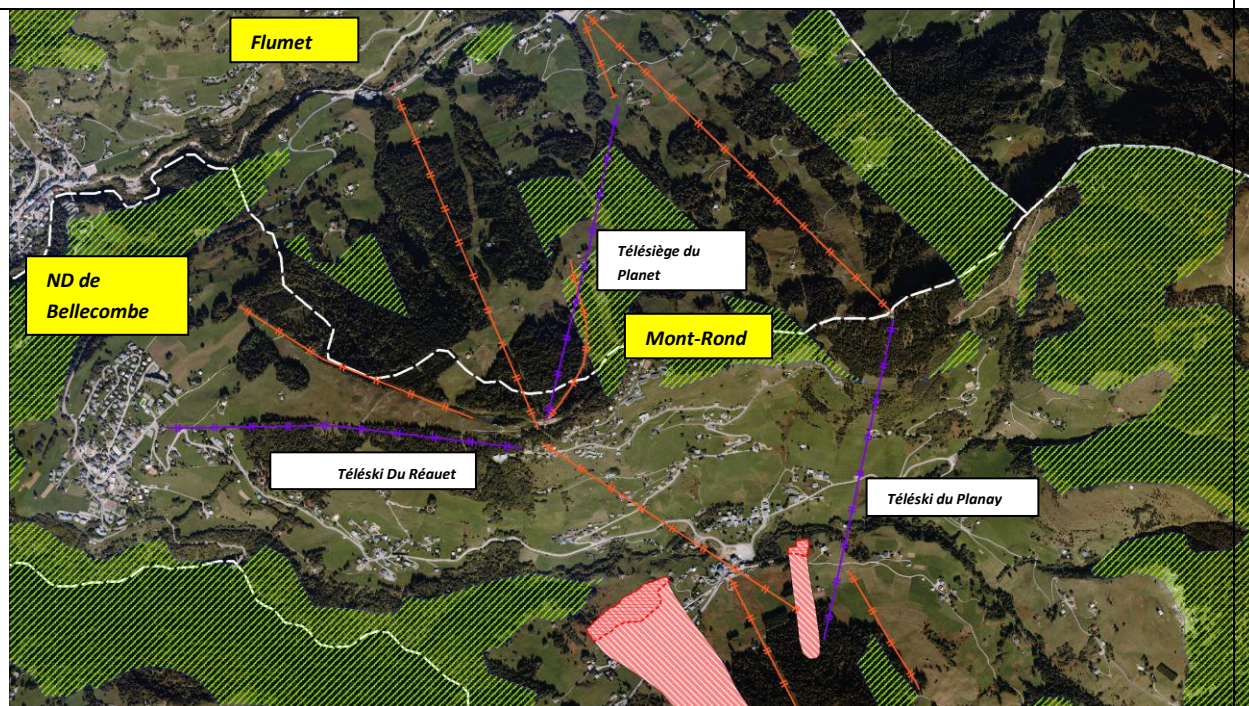 Flumet
Télésiège du
Planet
ND de
Bellecombe
Mont-Rond
Téléski Du Réauet
Téléski du Planay